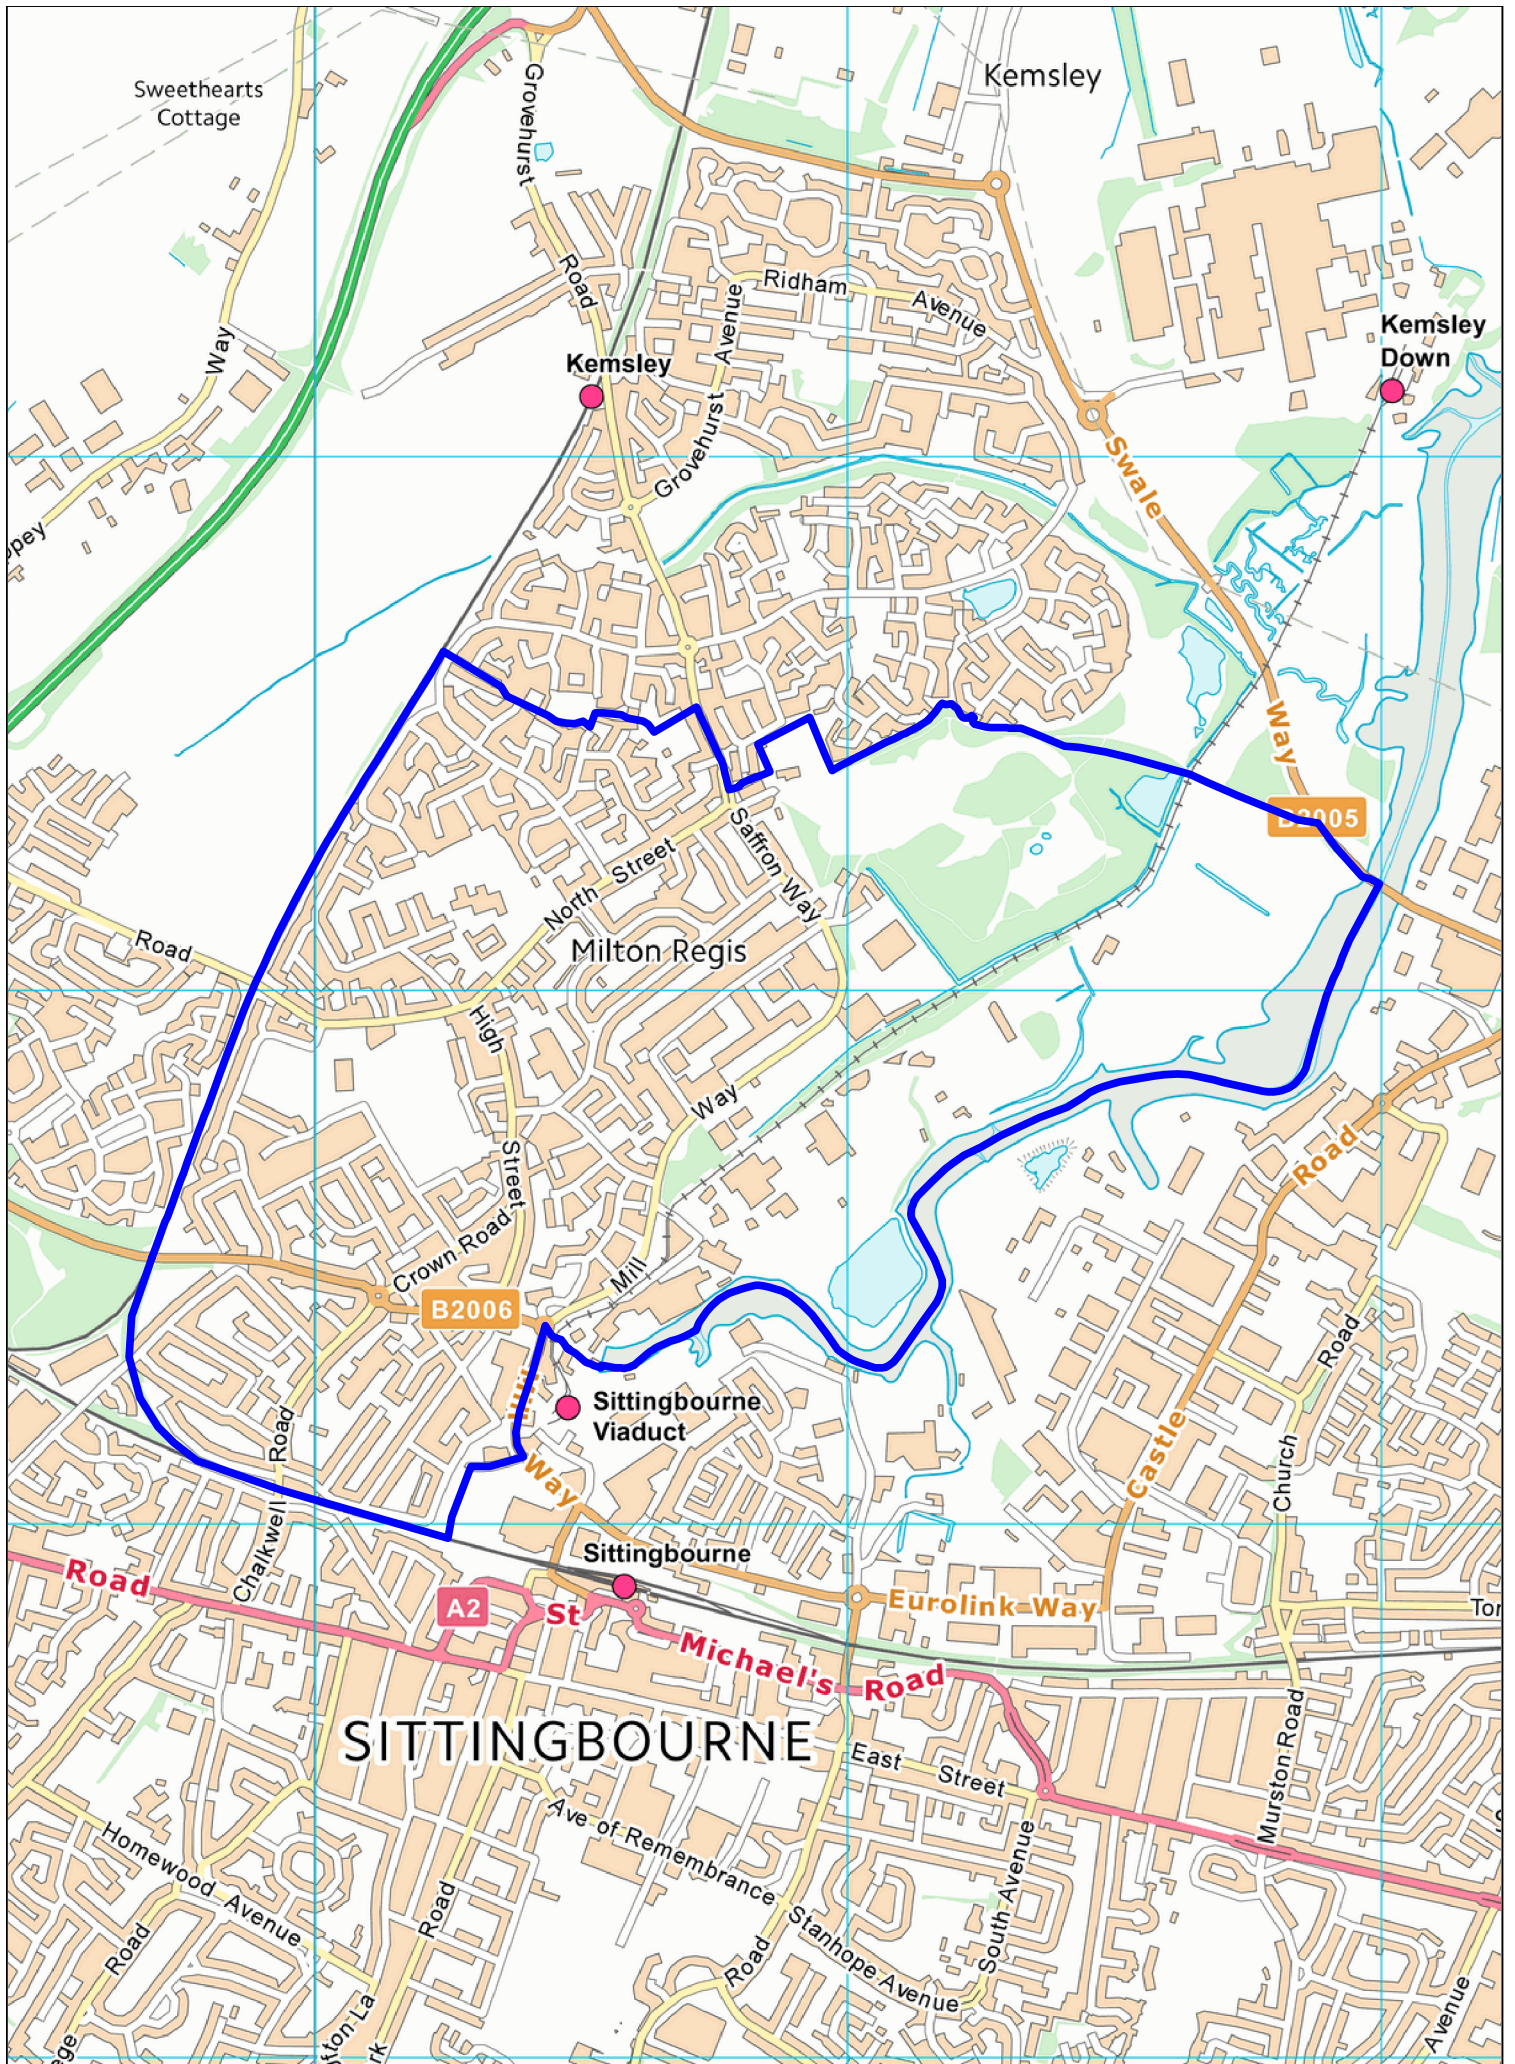 Sweethearts
Cottage
Grovehurst
Road
Kemsley
Way
Ridham
Avenue
Grovehurst Avenue
Kemsley
Kemsley
Down
Swale
Way
B2005
Saffron Way
North Street
Milton Regis
Road
High
Street
Way
Mill
Crown Road
B2006
Mill
Way
Sittingbourne
Viaduct
Sittingbourne
Road
Castle
Road
Church
Chalkwell Road
Road
A2
St
Michael's Road
Eurolink Way
SITTINGBOURNE
East Street
Murston Road
Homewood Avenue
Road
Road
Ave of Remembrance
Stanhope Avenue
South Avenue
Road
Avenue